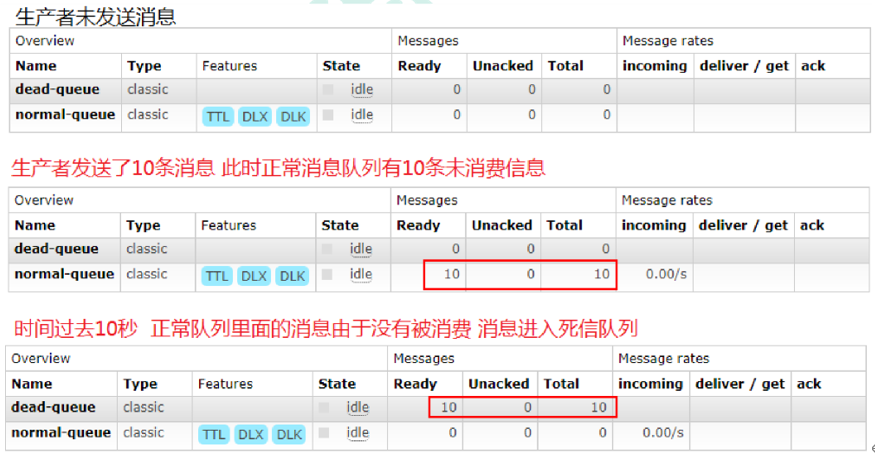 生产者未发送消息
Overview Messages Message rates
Name Type Features State Ready Unacked Total incoming deliver / get ack
dead-queue classic idle 0 0 0
normal-queue classic TTL DLX DLK idle 0 0 0
生产者发送了10条消息 此时正常消息队列有10条未消费信息
Overview Messages Message rates
Name Type Features State Ready Unacked Total incoming deliver / get ack
dead-queue classic idle 0 0 0
normal-queue classic TTL DLX DLK idle 10 0 10 0.00/s
时间过去10秒 正常队列里面的消息由于没有被消费 消息进入死信队列
Overview Messages Message rates
Name Type Features State Ready Unacked Total incoming deliver / get ack
dead-queue classic idle 10 0 10
normal-queue classic TTL DLX DLK idle 0 0 0 0.00/s